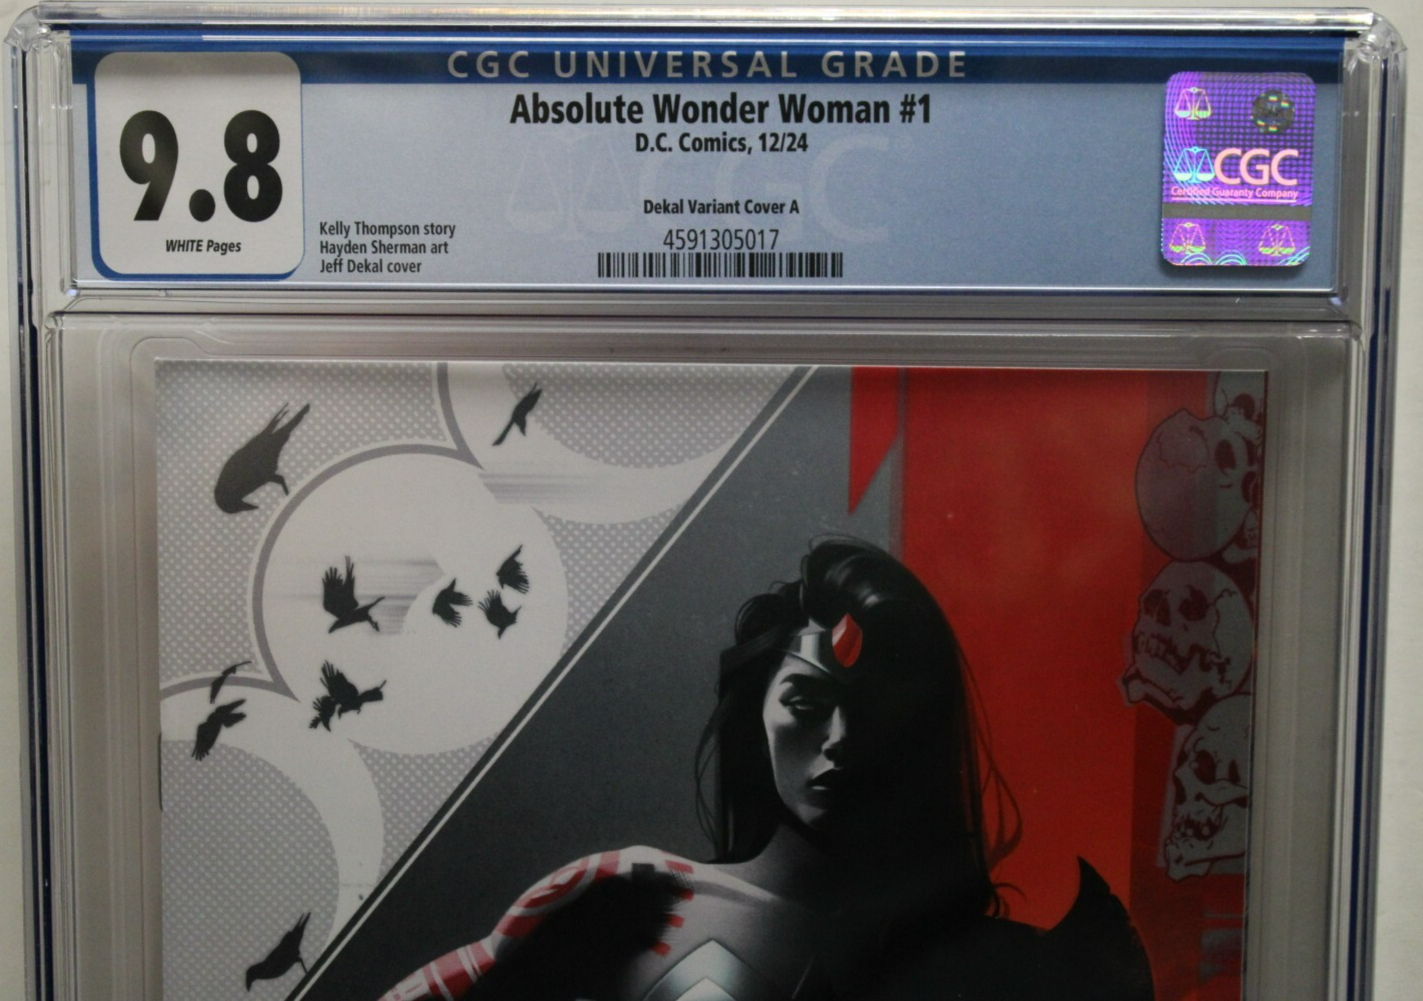 CGC UNIVERSAL GRADE
9.8
WHITE Pages
Absolute Wonder Woman #1
D.C. Comics, 12/24
Dekal Variant Cover A
Kelly Thompson story
Hayden Sherman art
Jeff Dekal cover
4591305017
CGC
CGC
Certified Guaranty Company